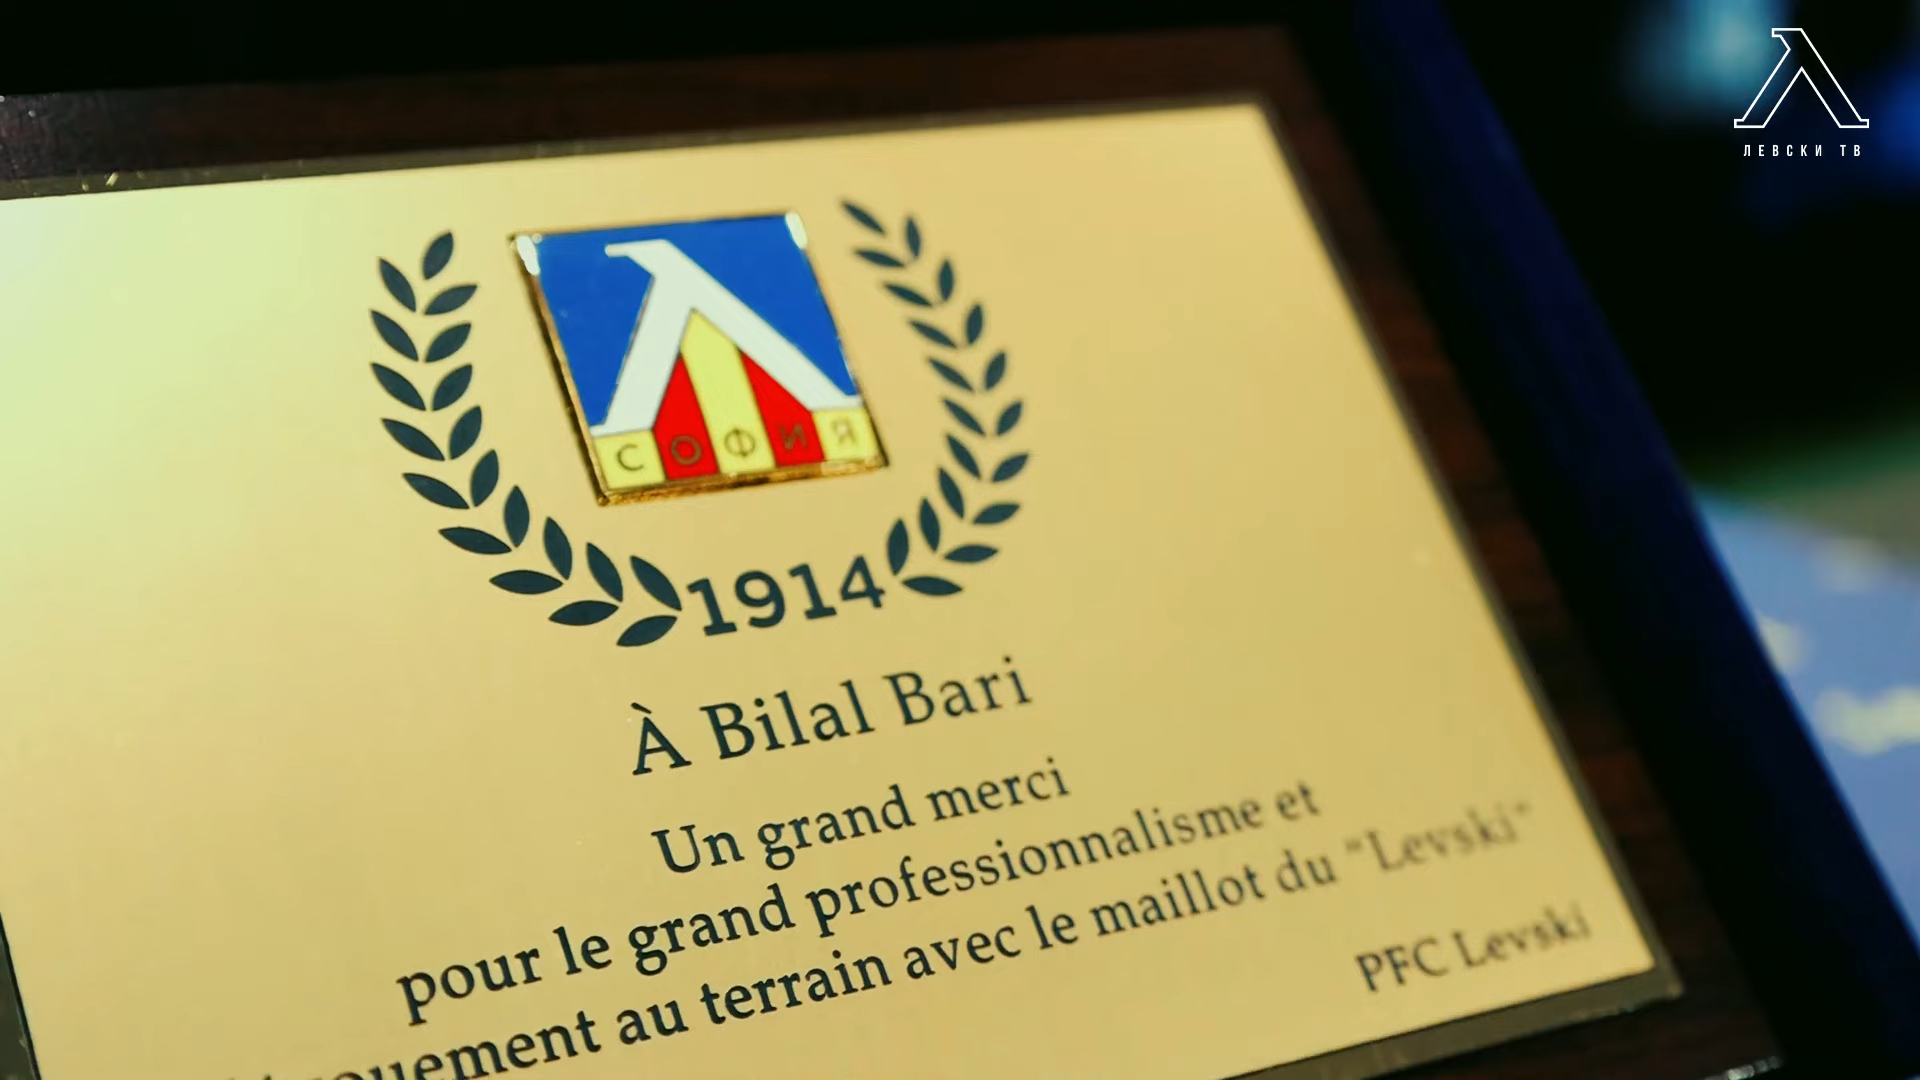 ЛЕВСКИ ТВ
СОФИЯ
1914
À Bilal Bari
Un grand merci
pour le grand professionnalisme et
au terrain avec le maillot du "Levski"
PFC Levski